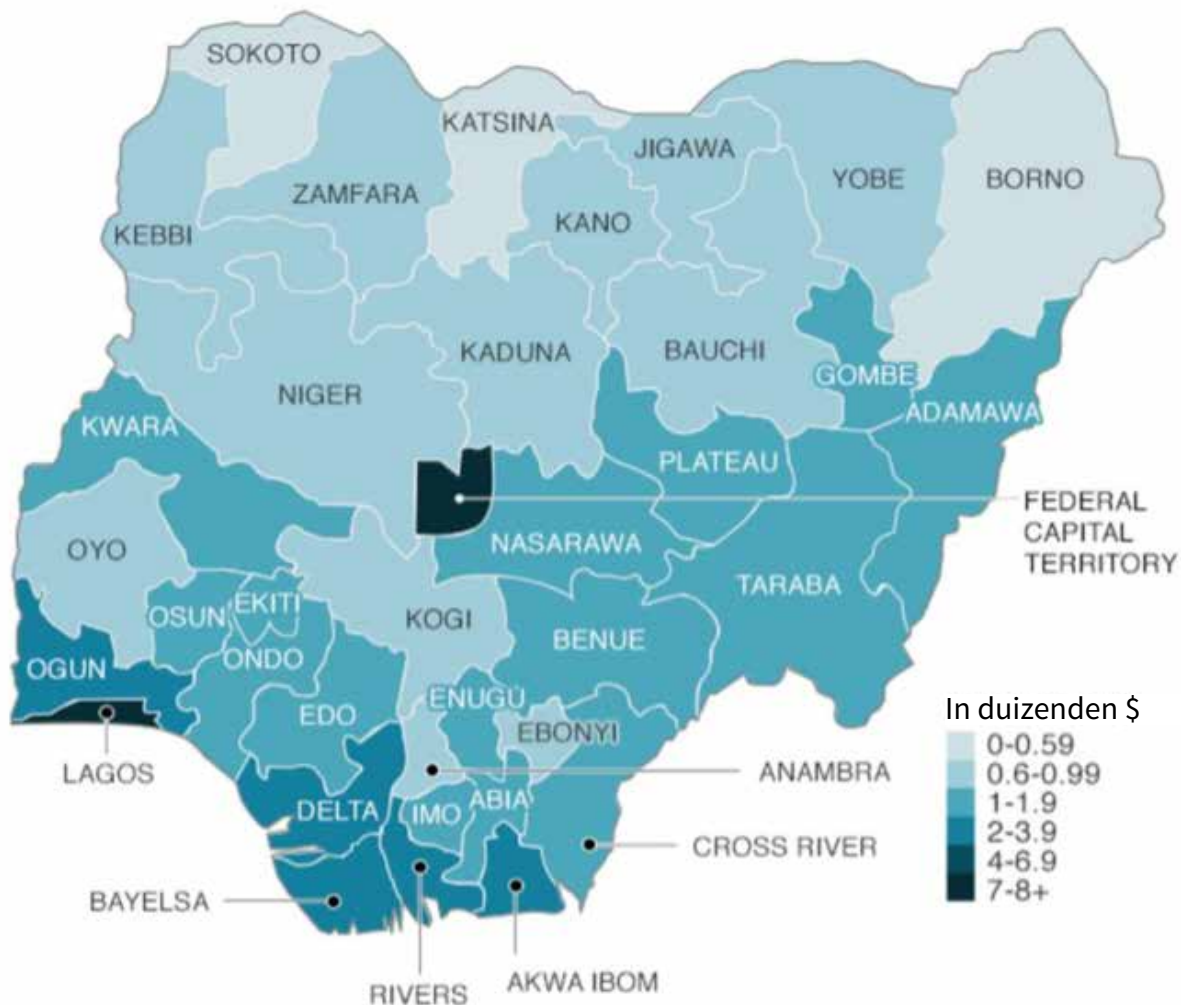 SOKOTO
KATSINA
JIGAWA
YOBE
BORNO
ZAMFARA
KANO
KEBBI
KADUNA
BAUCHI
GOMBE
NIGER
ADAMAWA
KWARA
PLATEAU
FEDERAL
CAPITAL
TERRITORY
NASARAWA
OYO
TARABA
EKITI
OSUN
KOGI
BENUE
ONDO
OGUN
ENUGU
EDO
EBONYI
In duizenden $
0-0.59
0.6-0.99
1-1.9
2-3.9
4-6.9
7-8+
LAGOS
ANAMBRA
DELTA
IMO
ABIA
CROSS RIVER
BAYELSA
RIVERS
AKWA IBOM